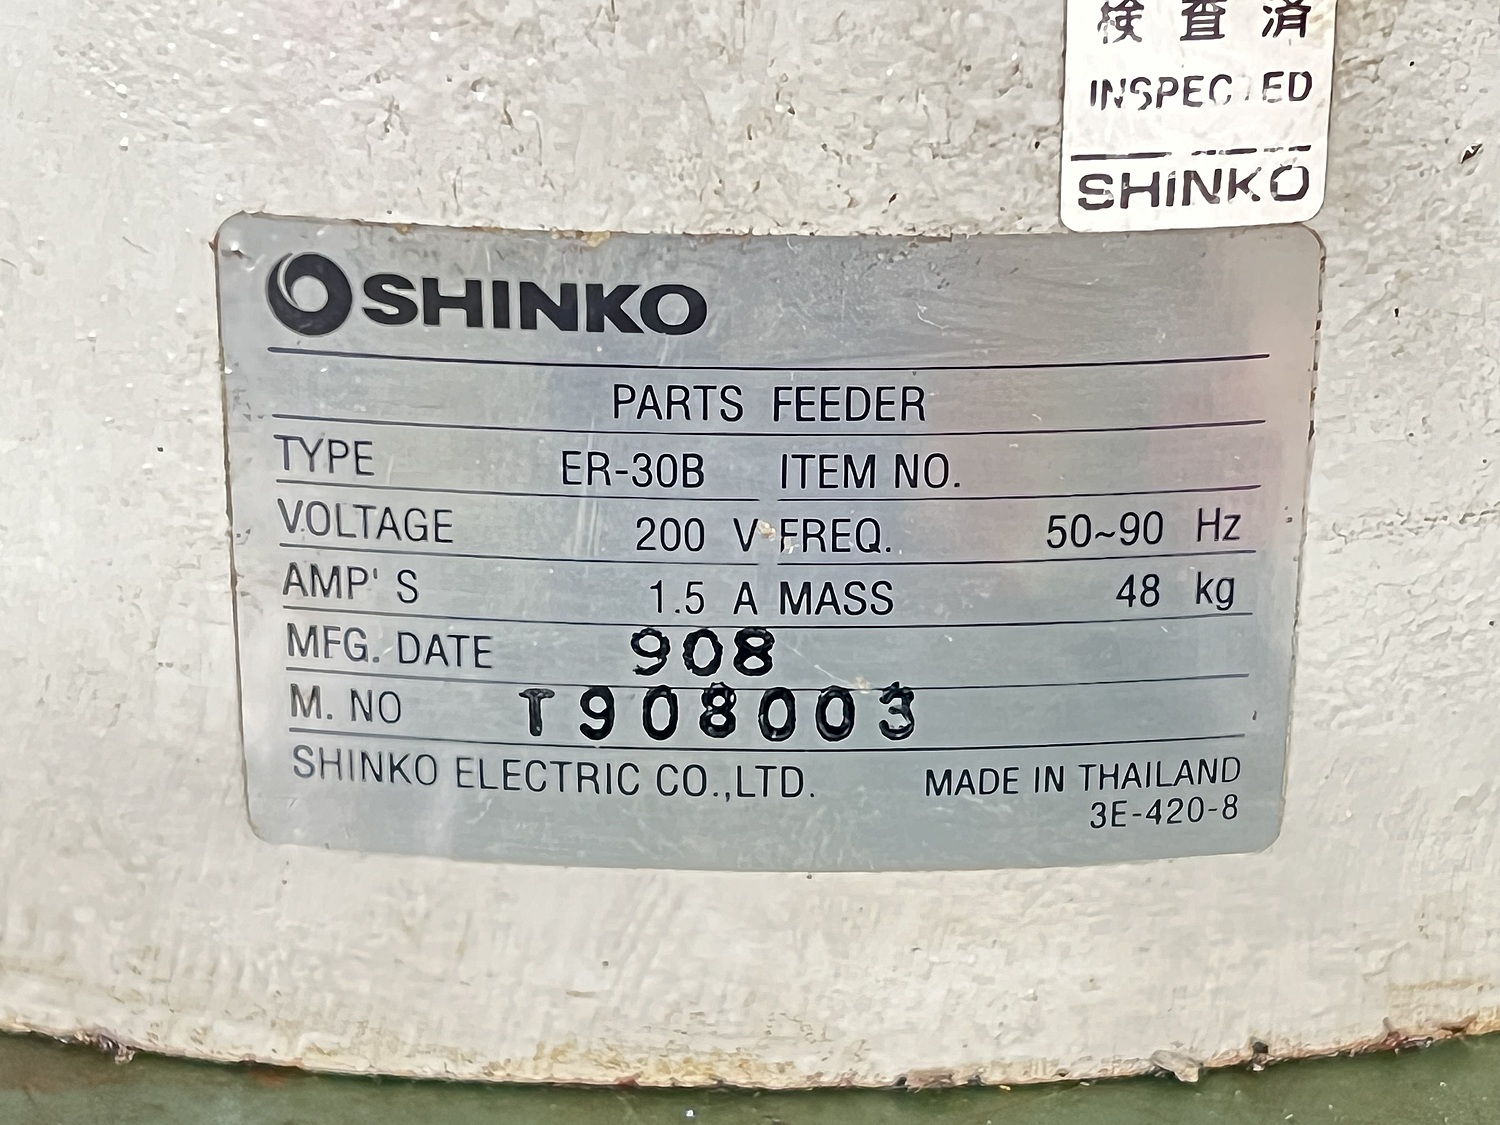 検査済
INSPECTED
SHINKO
SHINKO
PARTS FEEDER
TYPE ER-30B ITEM NO.
VOLTAGE 200 V FREQ. 50~90 Hz
AMP'S 1.5 A MASS 48 kg
MFG. DATE 908
M. NO T908003
SHINKO ELECTRIC CO.,LTD. MADE IN THAILAND
3E-420-8